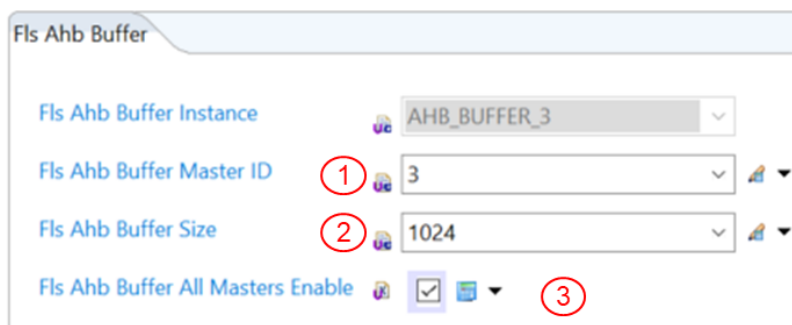 Fls Ahb Buffer
Fls Ahb Buffer Instance AHB_BUFFER_3
Fls Ahb Buffer Master ID 1 3
Fls Ahb Buffer Size 2 1024
Fls Ahb Buffer All Masters Enable 3